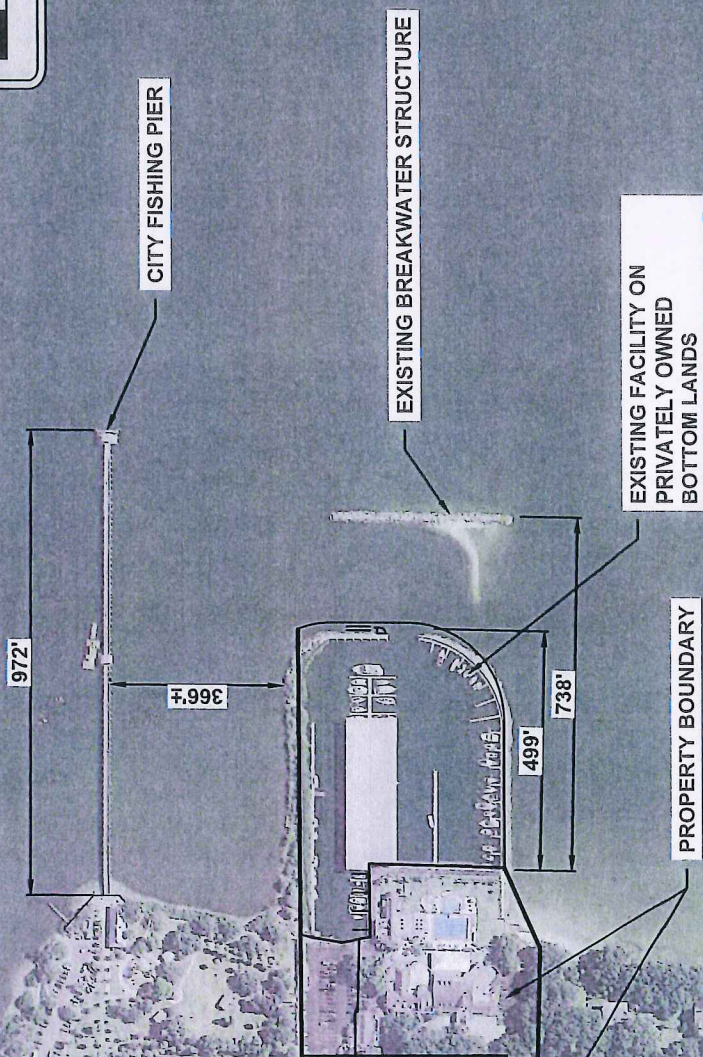 CITY FISHING PIER
972'
366'±
EXISTING BREAKWATER STRUCTURE
EXISTING FACILITY ON
PRIVATELY OWNED
BOTTOM LANDS
499'
738'
PROPERTY BOUNDARY